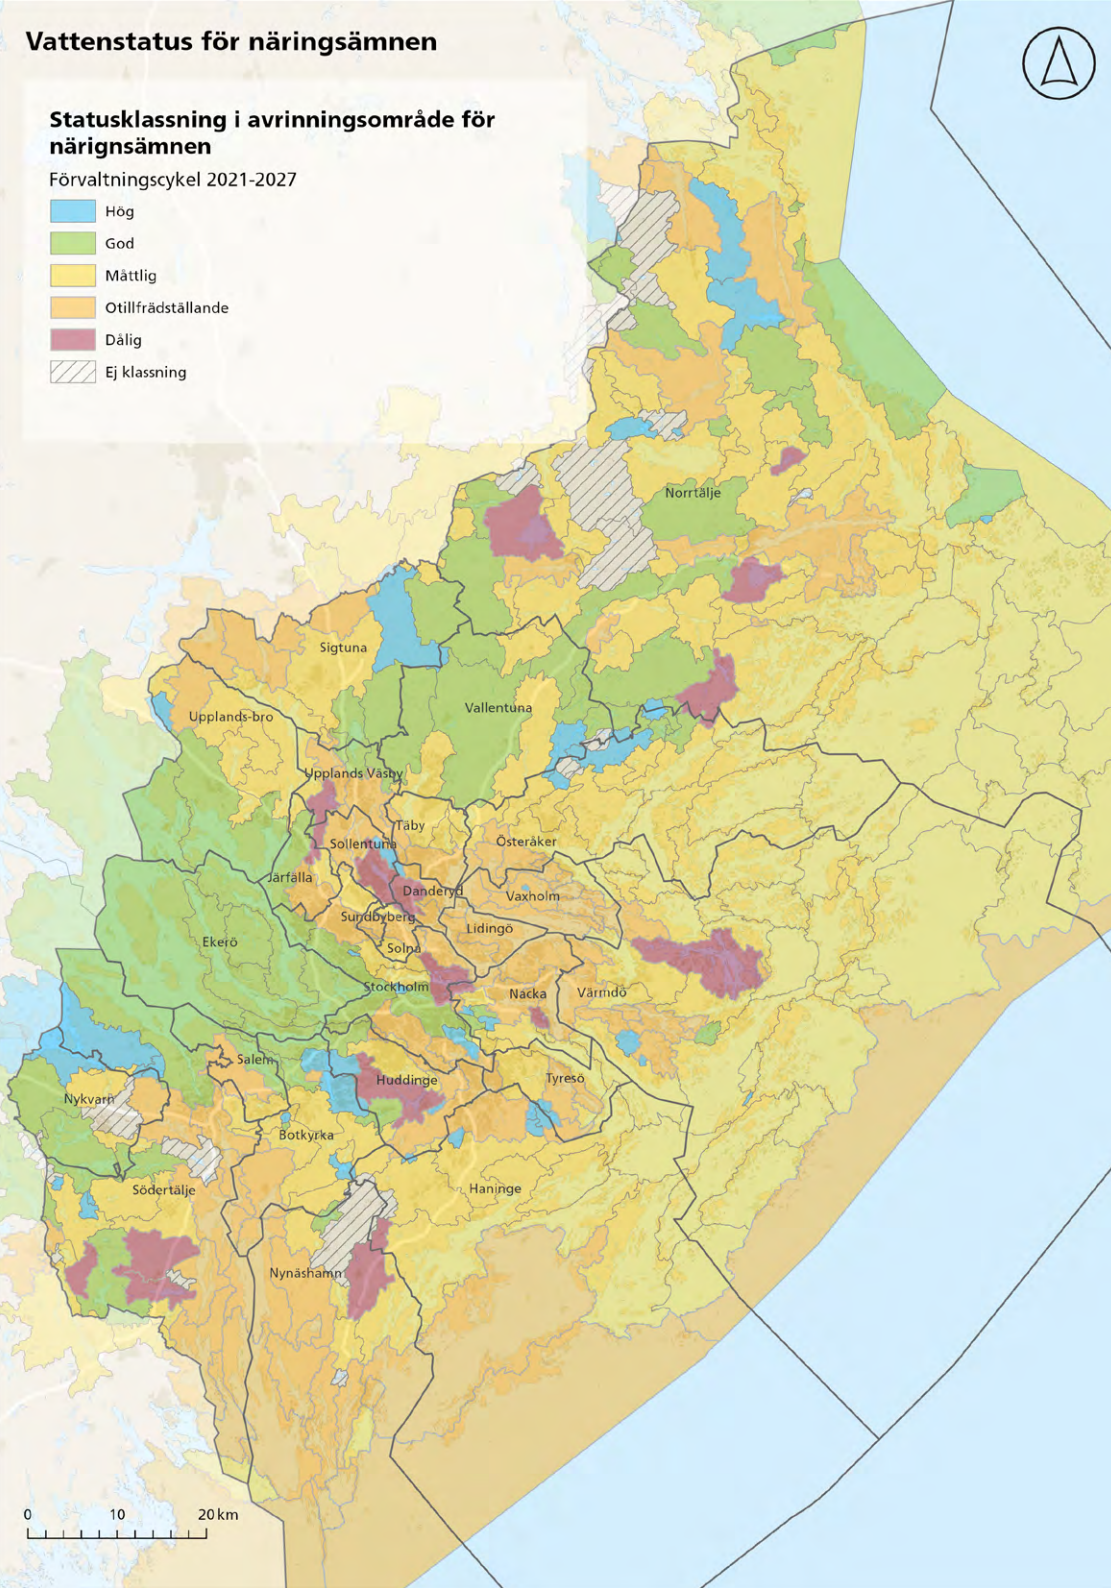 Vattenstatus för näringsämnen
Statusklassning i avrinningsområde för
närignsämnen
Förvaltningscykel 2021-2027
Hög
God
Måttlig
Otillfrädställande
Dålig
Ej klassning
Norrtälje
Sigtuna
Vallentuna
Upplands-bro
Upplands Väsby
Täby
Österåker
Sollentuna
Järfälla
Danderyd
Vaxholm
Sundbyberg
Lidingö
Ekerö
Solna
Stockholm
Nacka
Värmdö
Salem
Huddinge
Tyresö
Nykvarn
Botkyrka
Södertälje
Haninge
Nynäshamn
0 10 20 km